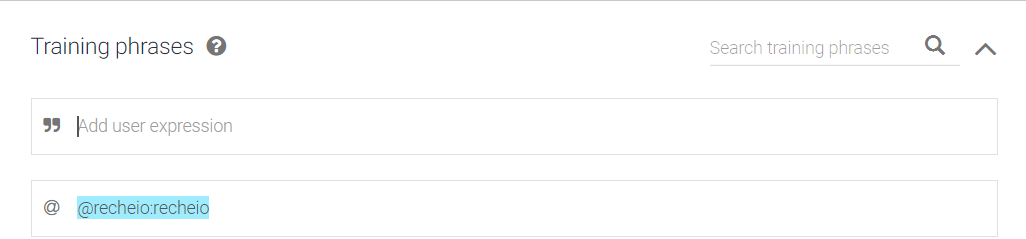 Training phrases ?
Search training phrases
❞ Add user expression
@ @recheio:recheio